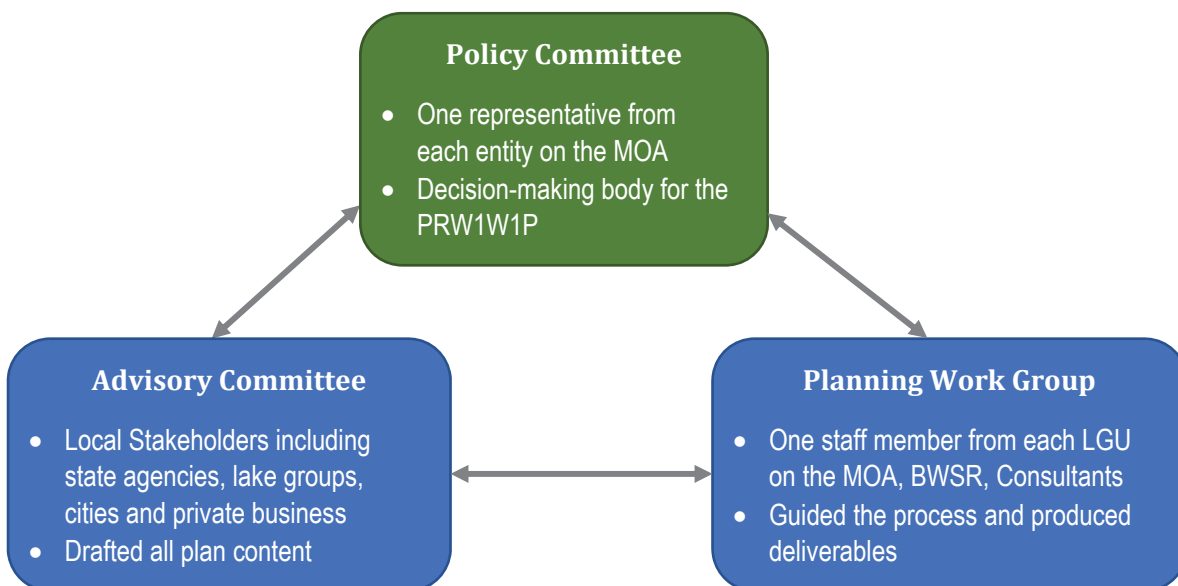 Policy Committee
• One representative from
each entity on the MOA
• Decision-making body for the
PRW1W1P
Advisory Committee
• Local Stakeholders including
state agencies, lake groups,
cities and private business
• Drafted all plan content
Planning Work Group
• One staff member from each LGU
on the MOA, BWSR, Consultants
• Guided the process and produced
deliverables